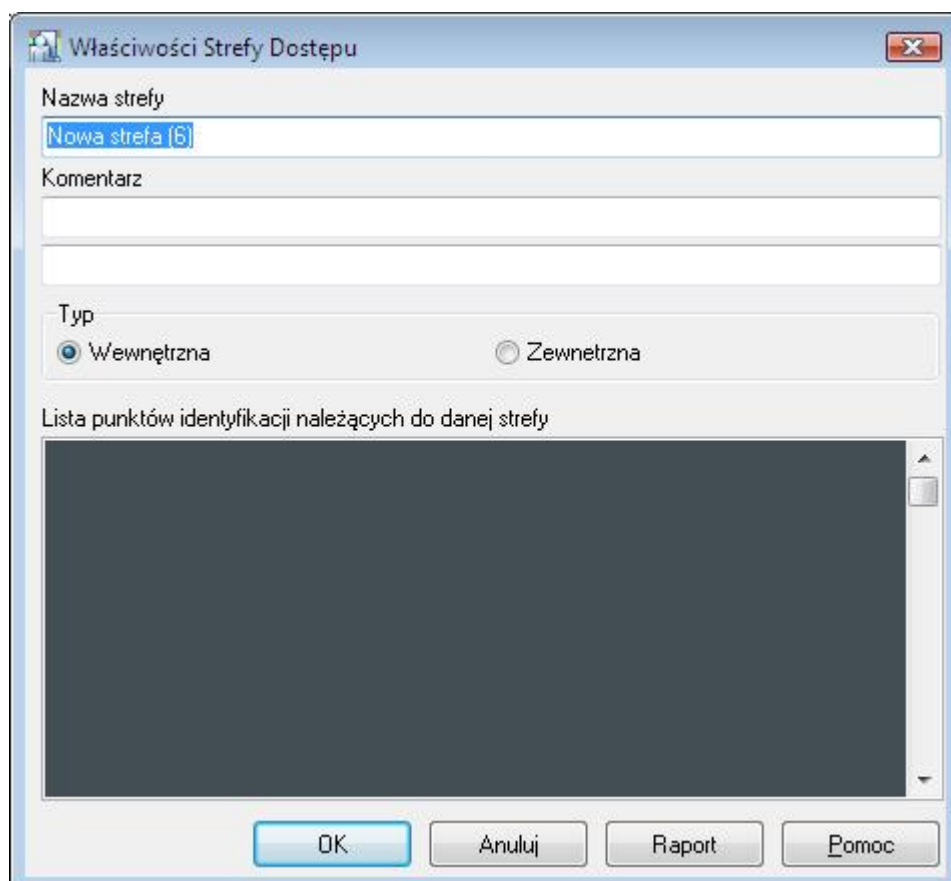 Właściwości Strefy Dostępu
Nazwa strefy
Nowa strefa (6)
Komentarz
Typ
Wewnętrzna Zewnetrzna
Lista punktów identyfikacji należących do danej strefy
OK Anuluj Raport Pomoc